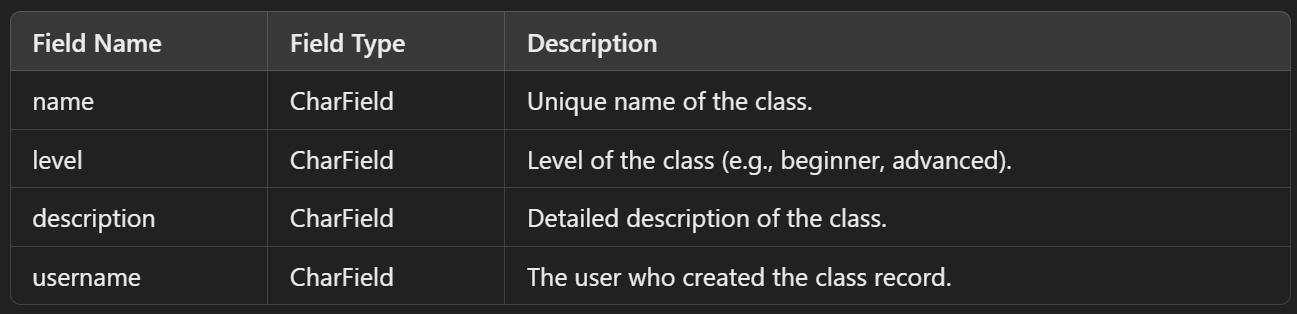 Field Name Field Type Description
name CharField Unique name of the class.
level CharField Level of the class (e.g., beginner, advanced).
description CharField Detailed description of the class.
username CharField The user who created the class record.